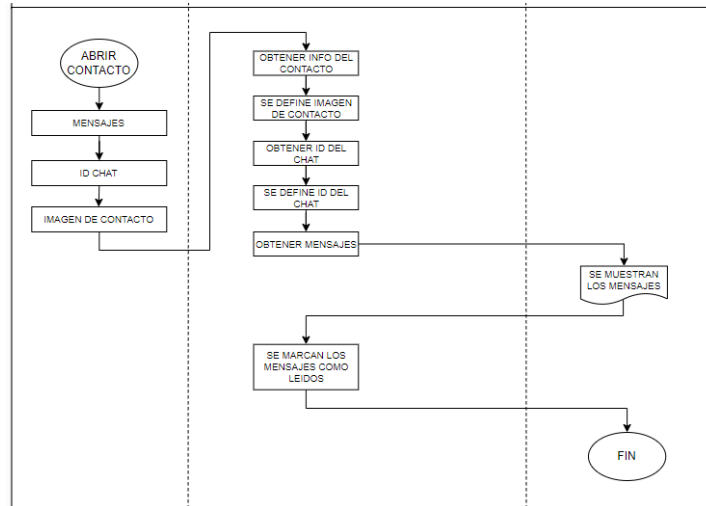 ABRIR
CONTACTO
MENSAJES
ID CHAT
IMAGEN DE CONTACTO
OBTENER INFO DEL
CONTACTO
SE DEFINE IMAGEN
DE CONTACTO
OBTENER ID DEL
CHAT
SE DEFINE ID DEL
CHAT
OBTENER MENSAJES
SE MUESTRAN
LOS MENSAJES
SE MARCAN LOS
MENSAJES COMO
LEIDOS
FIN